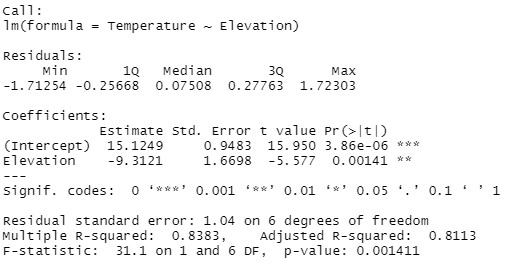 Call:
lm(formula = Temperature ~ Elevation)
Residuals:
Min 1Q Median 3Q Max
-1.71254 -0.25668 0.07508 0.27763 1.72303
Coefficients:
Estimate Std. Error t value Pr(>|t|)
(Intercept) 15.1249 0.9483 15.950 3.86e-06 ***
Elevation -9.3121 1.6698 -5.577 0.00141 **
---
Signif. codes: 0 ‘***’ 0.001 ‘**’ 0.01 ‘*’ 0.05 ‘.’ 0.1 ‘ ’ 1
Residual standard error: 1.04 on 6 degrees of freedom
Multiple R-squared: 0.8383, Adjusted R-squared: 0.8113
F-statistic: 31.1 on 1 and 6 DF, p-value: 0.001411